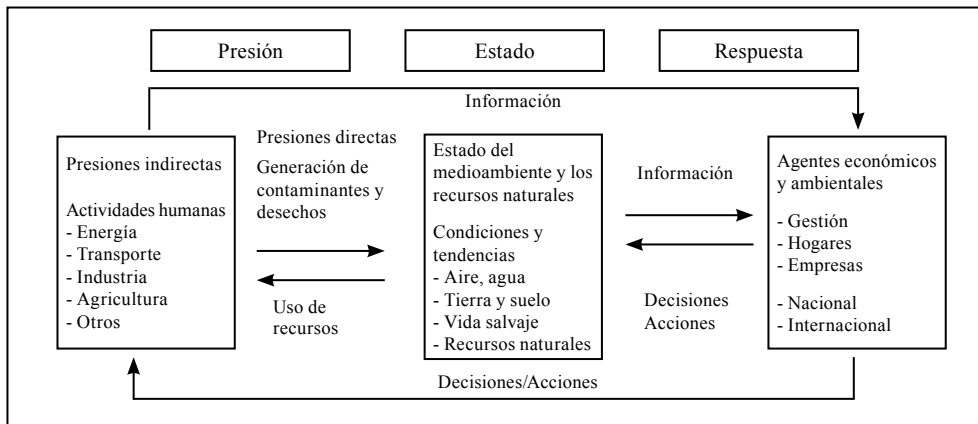 Presión
Estado
Respuesta
Información
Presiones indirectas
Actividades humanas
- Energía
- Transporte
- Industria
- Agricultura
- Otros
Presiones directas
Generación de
contaminantes y
desechos
Uso de
recursos
Estado del
medioambiente y los
recursos naturales
Condiciones y
tendencias
- Aire, agua
- Tierra y suelo
- Vida salvaje
- Recursos naturales
Información
Decisiones
Acciones
Agentes económicos
y ambientales
- Gestión
- Hogares
- Empresas
- Nacional
- Internacional
Decisiones/Acciones